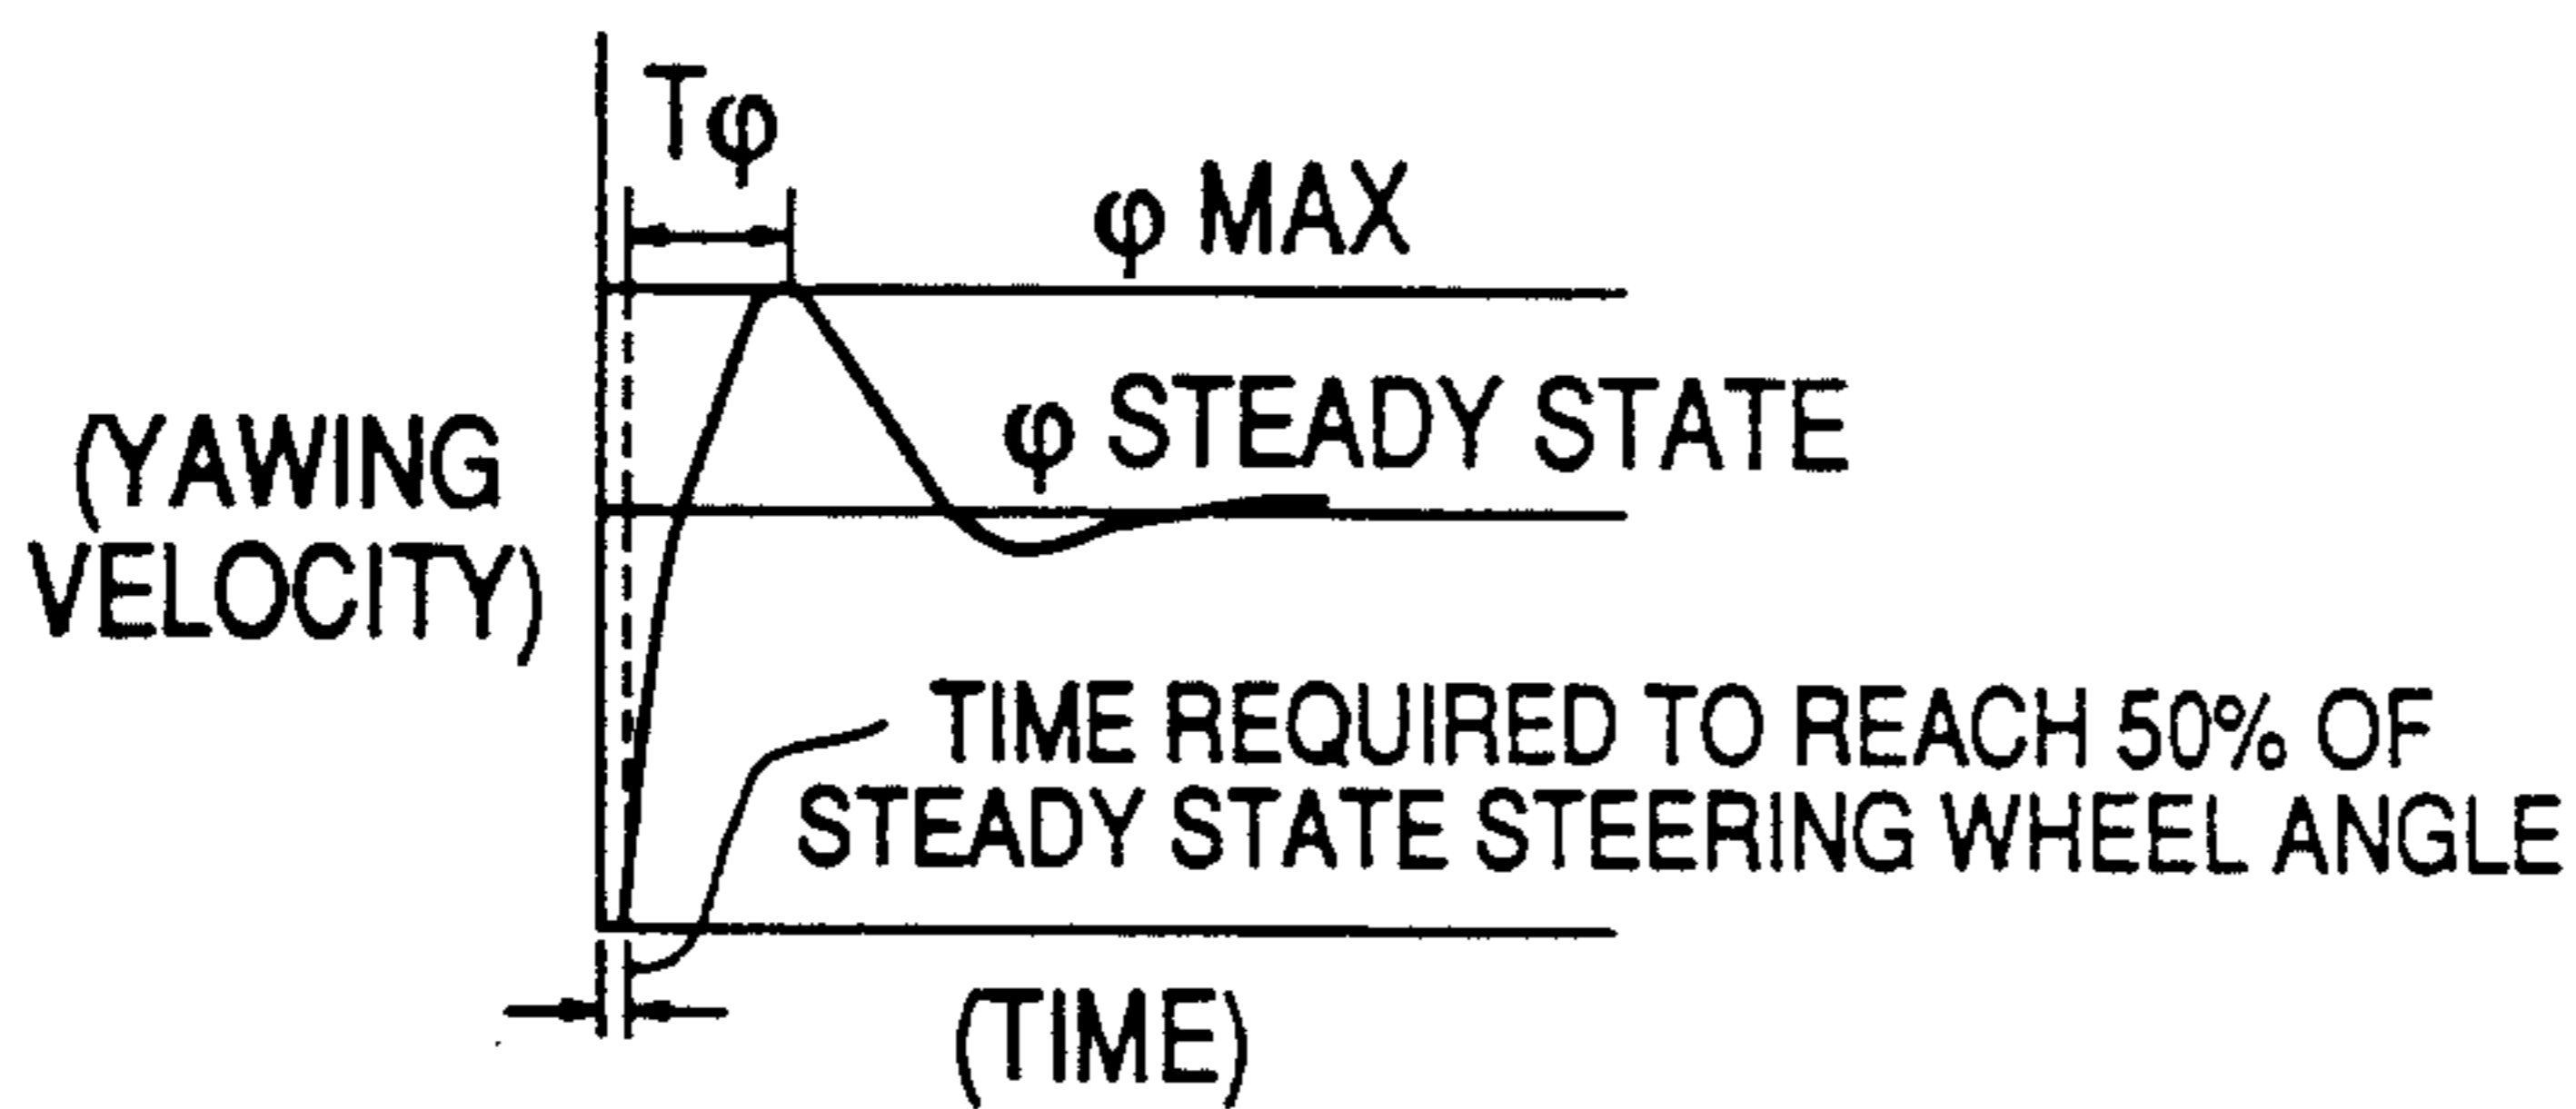 Tφ
φ MAX
φ STEADY STATE
(YAWING
VELOCITY)
TIME REQUIRED TO REACH 50% OF
STEADY STATE STEERING WHEEL ANGLE
(TIME)